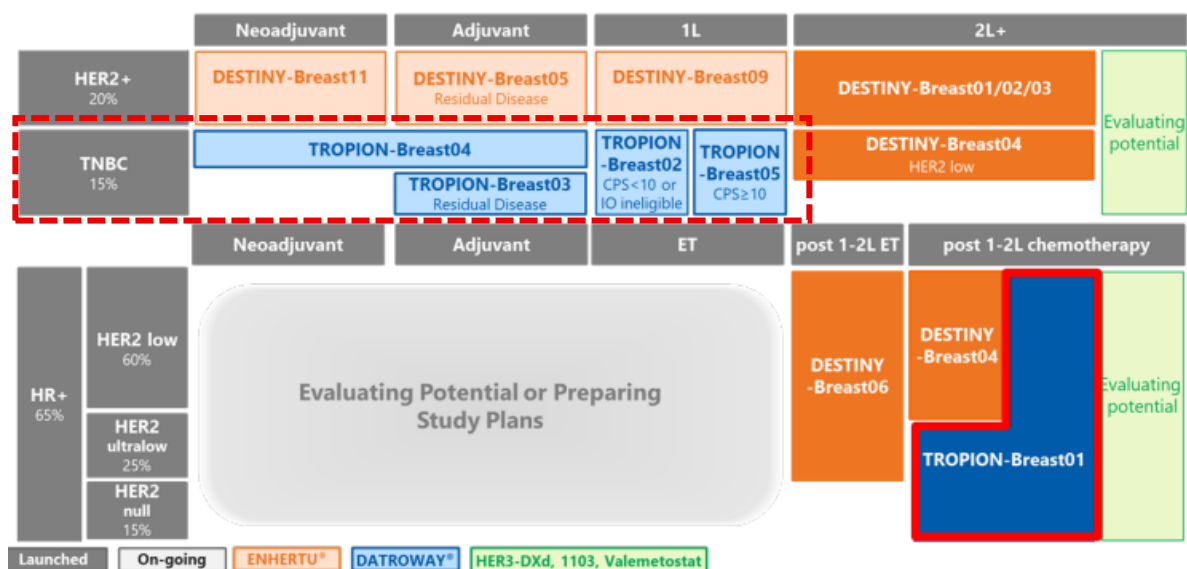 Neoadjuvant Adjuvant 1L 2L+
HER2+
20%
DESTINY-Breast11
DESTINY-Breast05
Residual Disease
DESTINY-Breast09
DESTINY-Breast01/02/03
Evaluating
potential
TNBC
15%
TROPION-Breast04
TROPION-Breast03
Residual Disease
TROPION
-Breast02
CPS<10 or
IO ineligible
TROPION
-Breast05
CPS≥10
DESTINY-Breast04
HER2 low
Neoadjuvant Adjuvant ET post 1-2L ET post 1-2L chemotherapy
HR+
65%
HER2 low
60%
HER2
ultralow
25%
HER2
null
15%
Evaluating Potential or Preparing
Study Plans
DESTINY
-Breast06
DESTINY
-Breast04
TROPION-Breast01
Evaluating
potential
Launched On-going ENHERTU® DATROWAY® HER3-DXd, 1103, Valemetostat